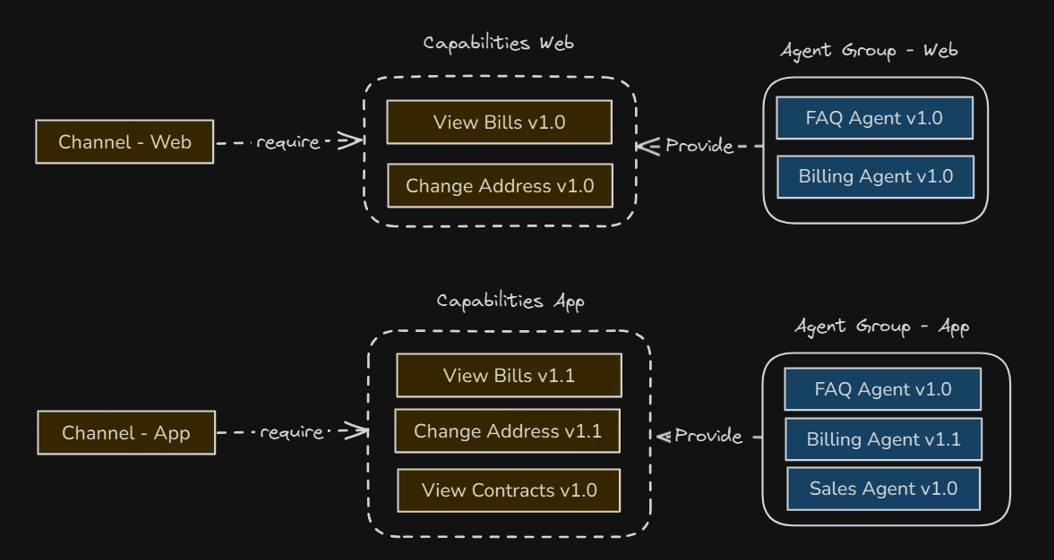 Capabilities Web
Agent Group - Web
Channel - Web
require
View Bills v1.0
Change Address v1.0
Provide
FAQ Agent v1.0
Billing Agent v1.0
Capabilities App
Agent Group - App
Channel - App
require
View Bills v1.1
Change Address v1.1
View Contracts v1.0
Provide
FAQ Agent v1.0
Billing Agent v1.1
Sales Agent v1.0